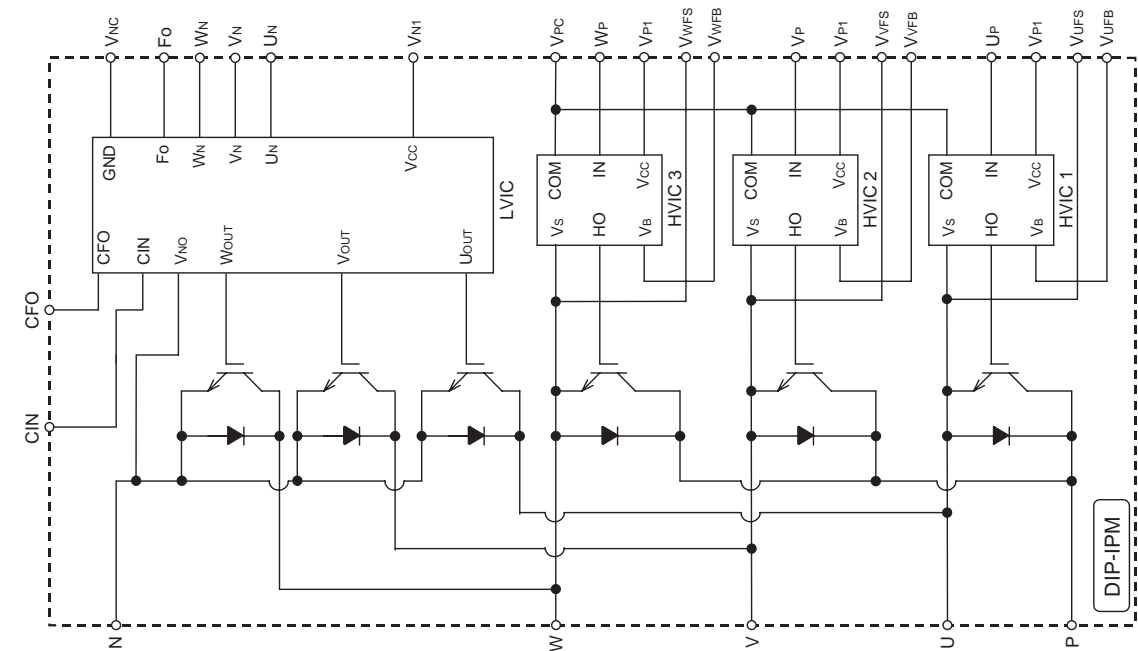 VNC
FO
WN
VN
UN
VN1
VPC
WP
VP1
VWFS
VWFB
VP
VP1
VVFS
VVFB
UP
VP1
VUFS
VUFB
GND
FO
WN
VN
UN
VCC
LVIC
CFO
CIN
VNO
WOUT
VOUT
UOUT
COM
IN
VCC
HVIC 3
VS
HO
VB
COM
IN
VCC
HVIC 2
VS
HO
VB
COM
IN
VCC
HVIC 1
VS
HO
VB
CFO
CIN
DIP-IPM
N
W
V
U
P